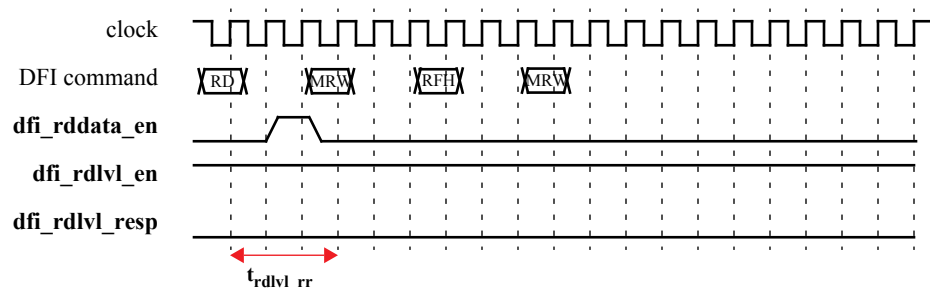 clock
DFI command RD MRW RFH MRW
dfi_rddata_en
dfi_rdlvl_en
dfi_rdlvl_resp
trdlvl_rr